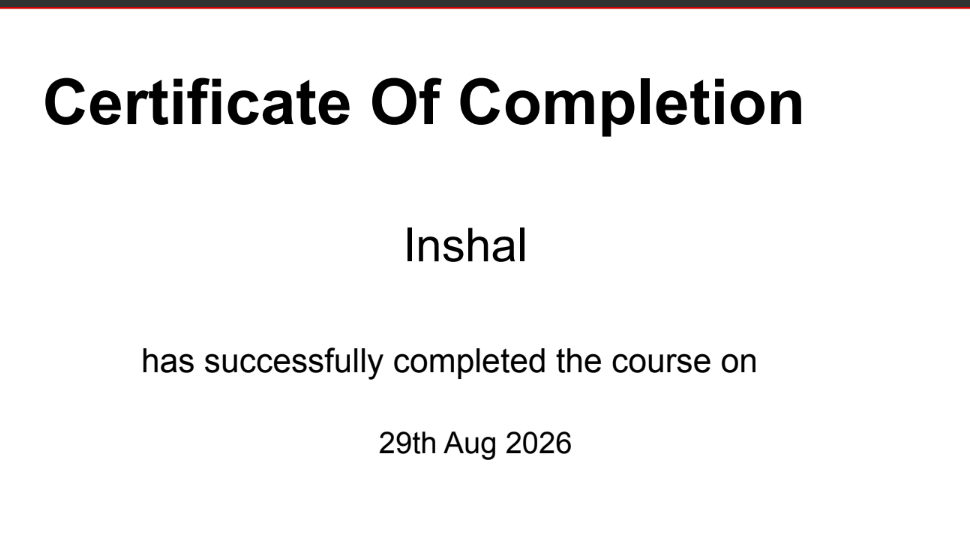 Certificate Of Completion
Inshal
has successfully completed the course on
29th Aug 2026